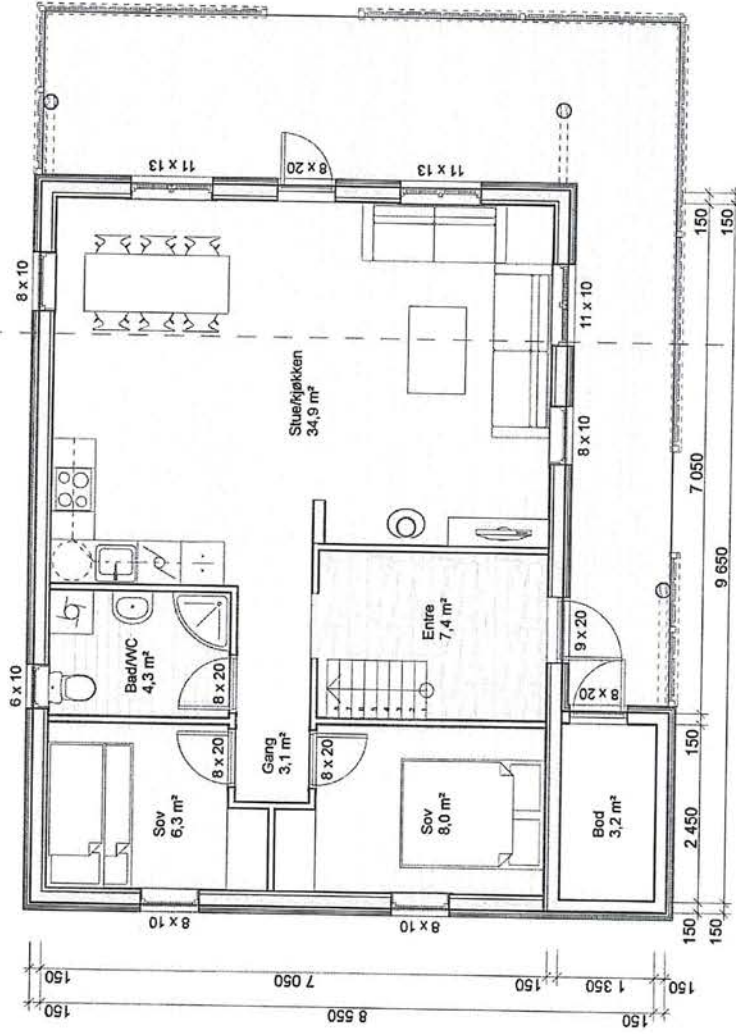 8 x 10
6 x 10
11 x 13
8 x 20
11 x 13
Stue/kjøkken
34,9 m²
Bad/WC
4,3 m²
8 x 20
Sov
6,3 m²
8 x 20
Gang
3,1 m²
8 x 20
Entre
7,4 m²
Sov
8,0 m²
8 x 10
8 x 10
11 x 10
8 x 10
9 x 20
8 x 20
Bod
3,2 m²
150
7 050
150
2 450
150
150
9 650
150
150
7 050
150
1 350
150
150
8 550
150